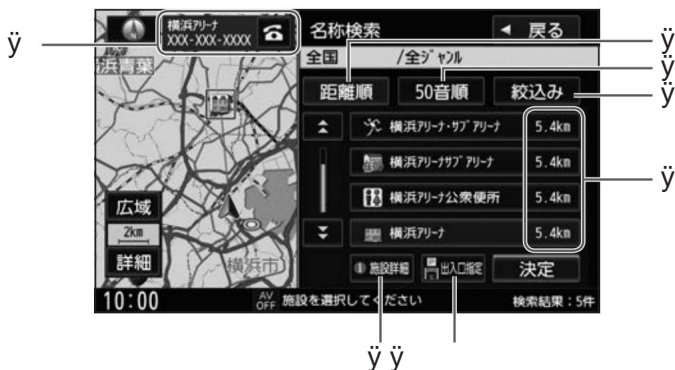 ÿ
横浜アリーナ
XXX-XXX-XXXX
名称検索
戻る
ÿ
全国 /全ジャンル
ÿ
浜青葉
距離順 50音順 絞込み
ÿ
横浜アリーナ・サブアリーナ 5.4km
横浜アリーナサブアリーナ 5.4km
ÿ
横浜アリーナ公衆便所 5.4km
広域
2km
横浜アリーナ 5.4km
詳細
横浜市
施設詳細 出入口指定 決定
10:00 AV OFF 施設を選択してください 検索結果:5件
ÿ ÿ